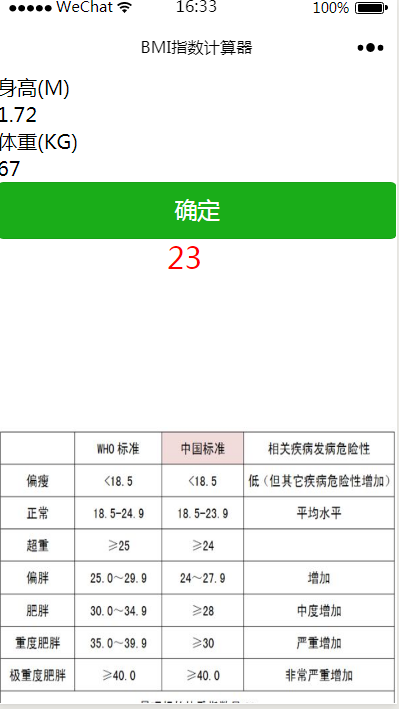 WeChat 16:33 100%
BMI指数计算器
身高(M)
1.72
体重(KG)
67
确定
23
WHO 标准 中国标准 相关疾病发病危险性
偏瘦 <18.5 <18.5 低（但其它疾病危险性增加）
正常 18.5-24.9 18.5-23.9 平均水平
超重 ≥25 ≥24
偏胖 25.0～29.9 24～27.9 增加
肥胖 30.0～34.9 ≥28 中度增加
重度肥胖 35.0～39.9 ≥30 严重增加
极重度肥胖 ≥40.0 ≥40.0 非常严重增加